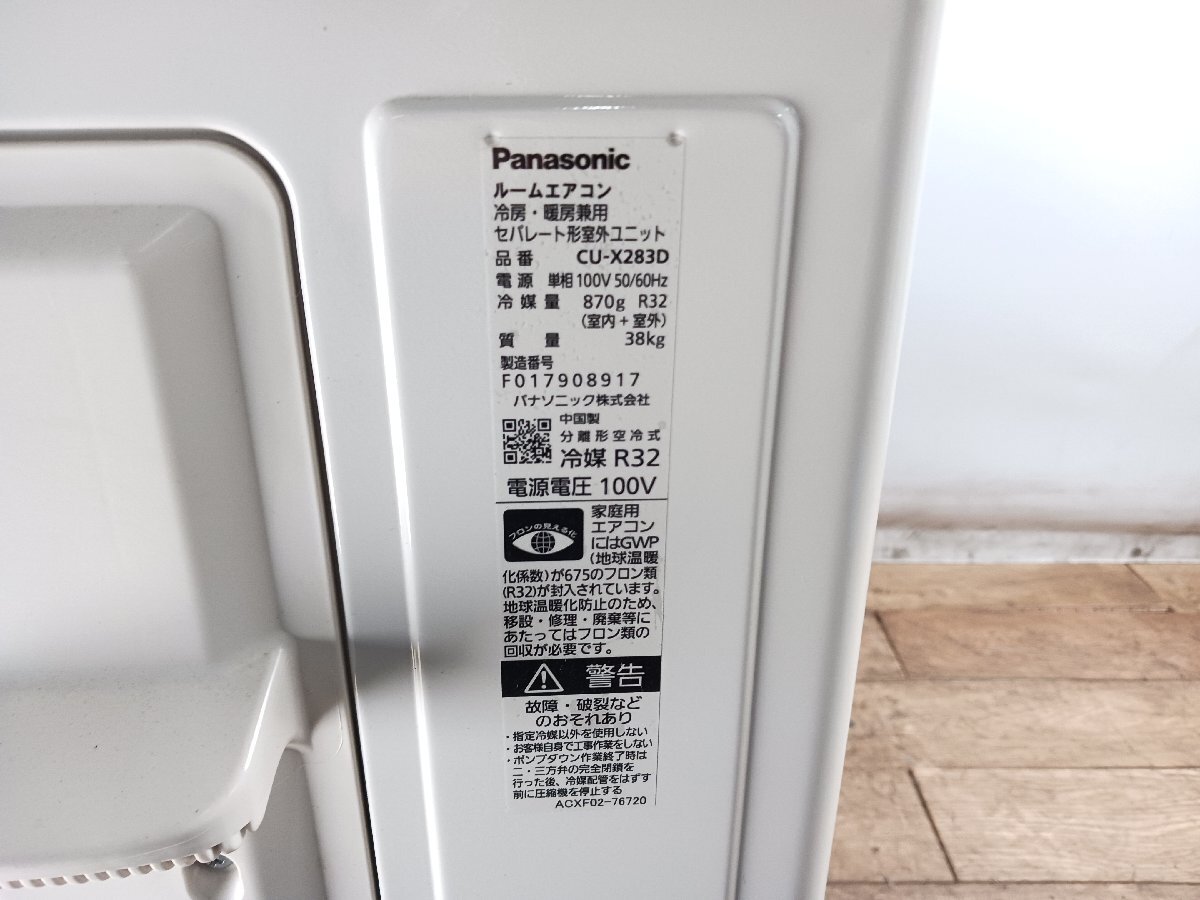 Panasonic
ルームエアコン
冷房・暖房兼用
セパレート形室外ユニット
品番 CU-X283D
電源 単相100V 50/60Hz
冷媒量 870g R32
(室内+室外)
質量 38kg
製造番号
F017908917
パナソニック株式会社
中国製
分離形空冷式
冷媒 R32
電源電圧 100V
フロンの見える化
家庭用
エアコン
にはGWP
(地球温暖
化係数)が675のフロン類
(R32)が封入されています。
地球温暖化防止のため、
移設・修理・廃棄等に
あたってはフロン類の
回収が必要です。
警告
故障・破裂など
のおそれあり
・指定冷媒以外を使用しない
・お客様自身で工事作業をしない
・ポンプダウン作業終了時は
二・三方弁の完全閉鎖を
行った後、冷媒配管をはずす
前に圧縮機を停止する
ACXF02-76720